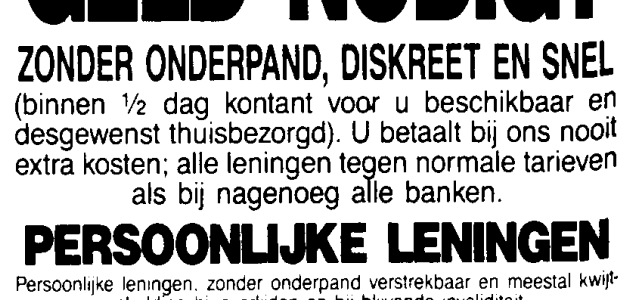 GELD NODIG?
ZONDER ONDERPAND, DISKREET EN SNEL
(binnen ½ dag kontant voor u beschikbaar en
desgewenst thuisbezorgd). U betaalt bij ons nooit
extra kosten; alle leningen tegen normale tarieven
als bij nagenoeg alle banken.
PERSOONLIJKE LENINGEN
Persoonlijke leningen, zonder onderpand verstrekbaar en meestal kwijt-